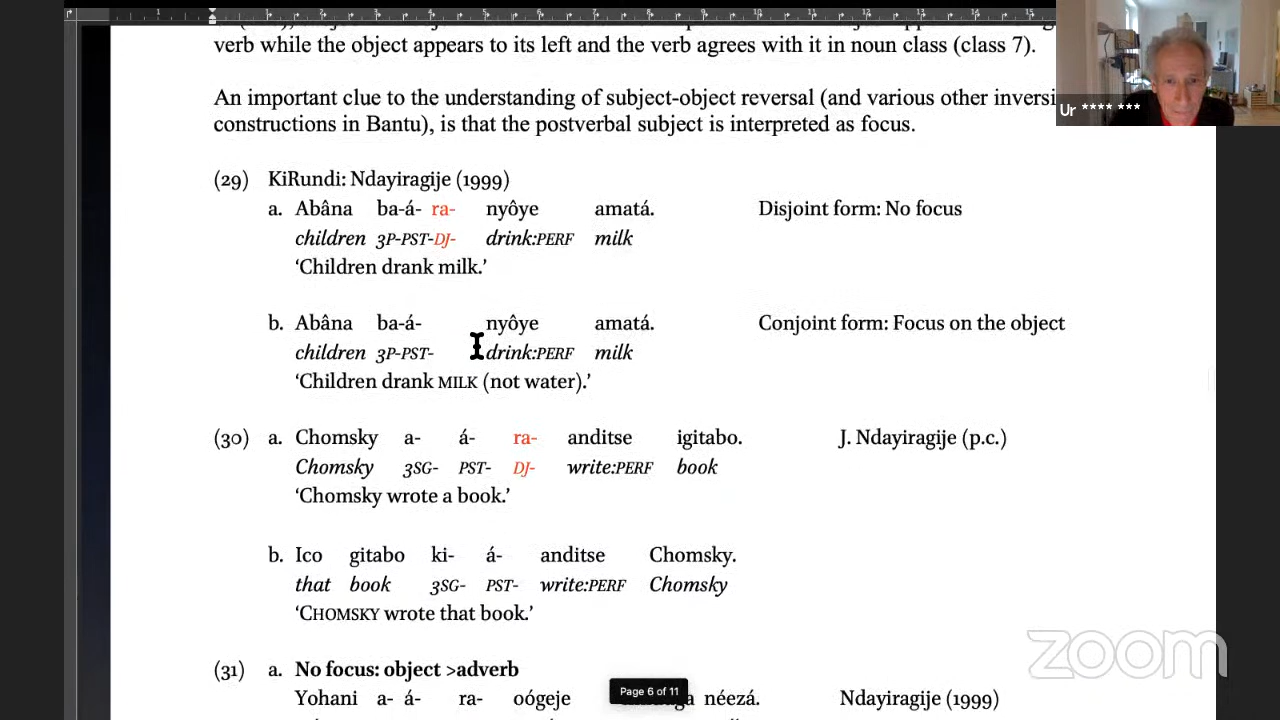 verb while the object appears to its left and the verb agrees with it in noun class (class 7).
An important clue to the understanding of subject-object reversal (and various other inversi
constructions in Bantu), is that the postverbal subject is interpreted as focus.
Ur **** ***
(29) KiRundi: Ndayiragije (1999)
a. Abâna ba-á- ra- nyôye amatá. Disjoint form: No focus
children 3P-PST-DJ- drink:PERF milk
‘Children drank milk.’
b. Abâna ba-á- nyôye amatá. Conjoint form: Focus on the object
children 3P-PST- drink:PERF milk
‘Children drank MILK (not water).’
(30) a. Chomsky a- á- ra- anditse igitabo. J. Ndayiragije (p.c.)
Chomsky 3SG- PST- DJ- write:PERF book
‘Chomsky wrote a book.’
b. Ico gitabo ki- á- anditse Chomsky.
that book 3SG- PST- write:PERF Chomsky
‘CHOMSKY wrote that book.’
(31) a. No focus: object >adverb
Yohani a- á- ra- oógeje néezá. Ndayiragije (1999)
Page 6 of 11
zoom